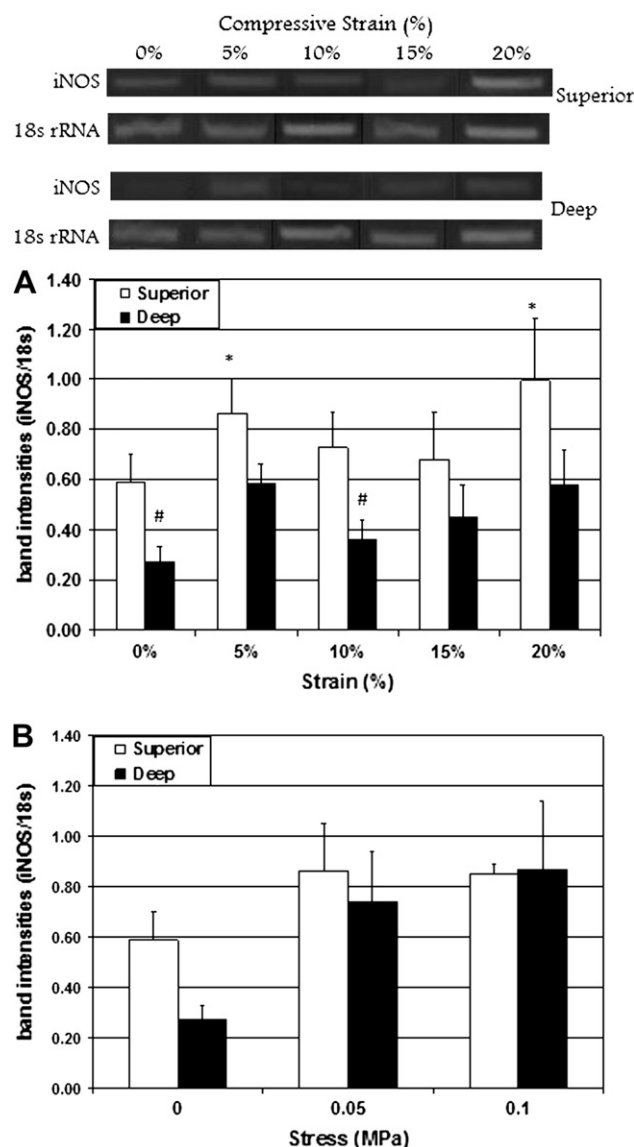 Compressive Strain (%)
0% 5% 10% 15% 20%
iNOS
Superior
18s rRNA
iNOS
Deep
18s rRNA
A
1.40
1.20
1.00
0.80
0.60
0.40
0.20
0.00
band intensities (iNOS/18s)
Superior
Deep
* *
# #
0% 5% 10% 15% 20%
Strain (%)
B
1.40
1.20
1.00
0.80
0.60
0.40
0.20
0.00
band intensities (iNOS/18s)
Superior
Deep
0 0.05 0.1
Stress (MPa)